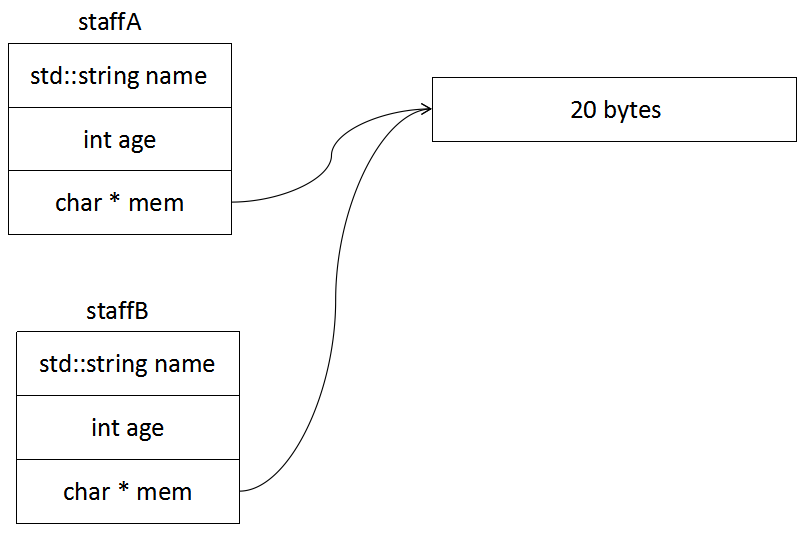 staffA
std::string name
int age
char * mem
20 bytes
staffB
std::string name
int age
char * mem